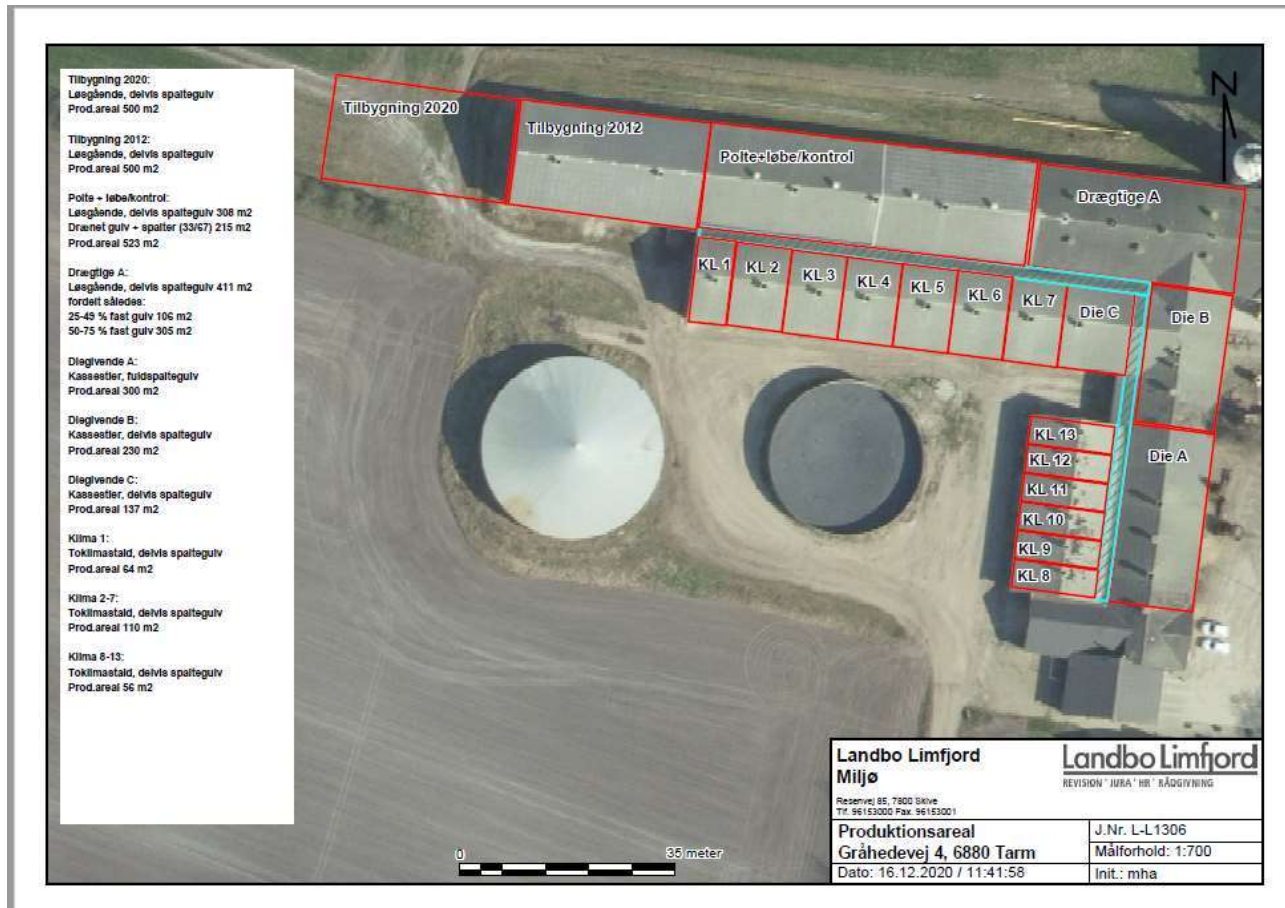 Tilbygning 2020:
Løsgående, delvis spaltegulv
Prod.areal 500 m2
Tilbygning 2012:
Løsgående, delvis spaltegulv
Prod.areal 500 m2
Polte + løbe/kontrol:
Løsgående, delvis spaltegulv 308 m2
Drænet gulv + spalter (33/67) 215 m2
Prod.areal 523 m2
Drægtige A:
Løsgående, delvis spaltegulv 411 m2
fordelt således:
25-49 % fast gulv 106 m2
50-75 % fast gulv 305 m2
Diegivende A:
Kassestier, fuldspaltegulv
Prod.areal 300 m2
Diegivende B:
Kassestier, delvis spaltegulv
Prod.areal 230 m2
Diegivende C:
Kassestier, delvis spaltegulv
Prod.areal 137 m2
Klima 1:
Toklimastald, delvis spaltegulv
Prod.areal 64 m2
Klima 2-7:
Toklimastald, delvis spaltegulv
Prod.areal 110 m2
Klima 8-13:
Toklimastald, delvis spaltegulv
Prod.areal 56 m2
Tilbygning 2020
Tilbygning 2012
Polte+løbe/kontrol
Drægtige A
N
KL 1
KL 2
KL 3
KL 4
KL 5
KL 6
KL 7
Die C
Die B
Die A
KL 13
KL 12
KL 11
KL 10
KL 9
KL 8
0
35 meter
Landbo Limfjord
Miljø
Resenvej 85, 7800 Skive
Tlf. 96153000 Fax. 96153001
Landbo Limfjord
REVISION * JURA * HR * RÅDGIVNING
Produktionsareal
Gråhedevej 4, 6880 Tarm
Dato: 16.12.2020 / 11:41:58
J.Nr. L-L1306
Målforhold: 1:700
Init.: mha